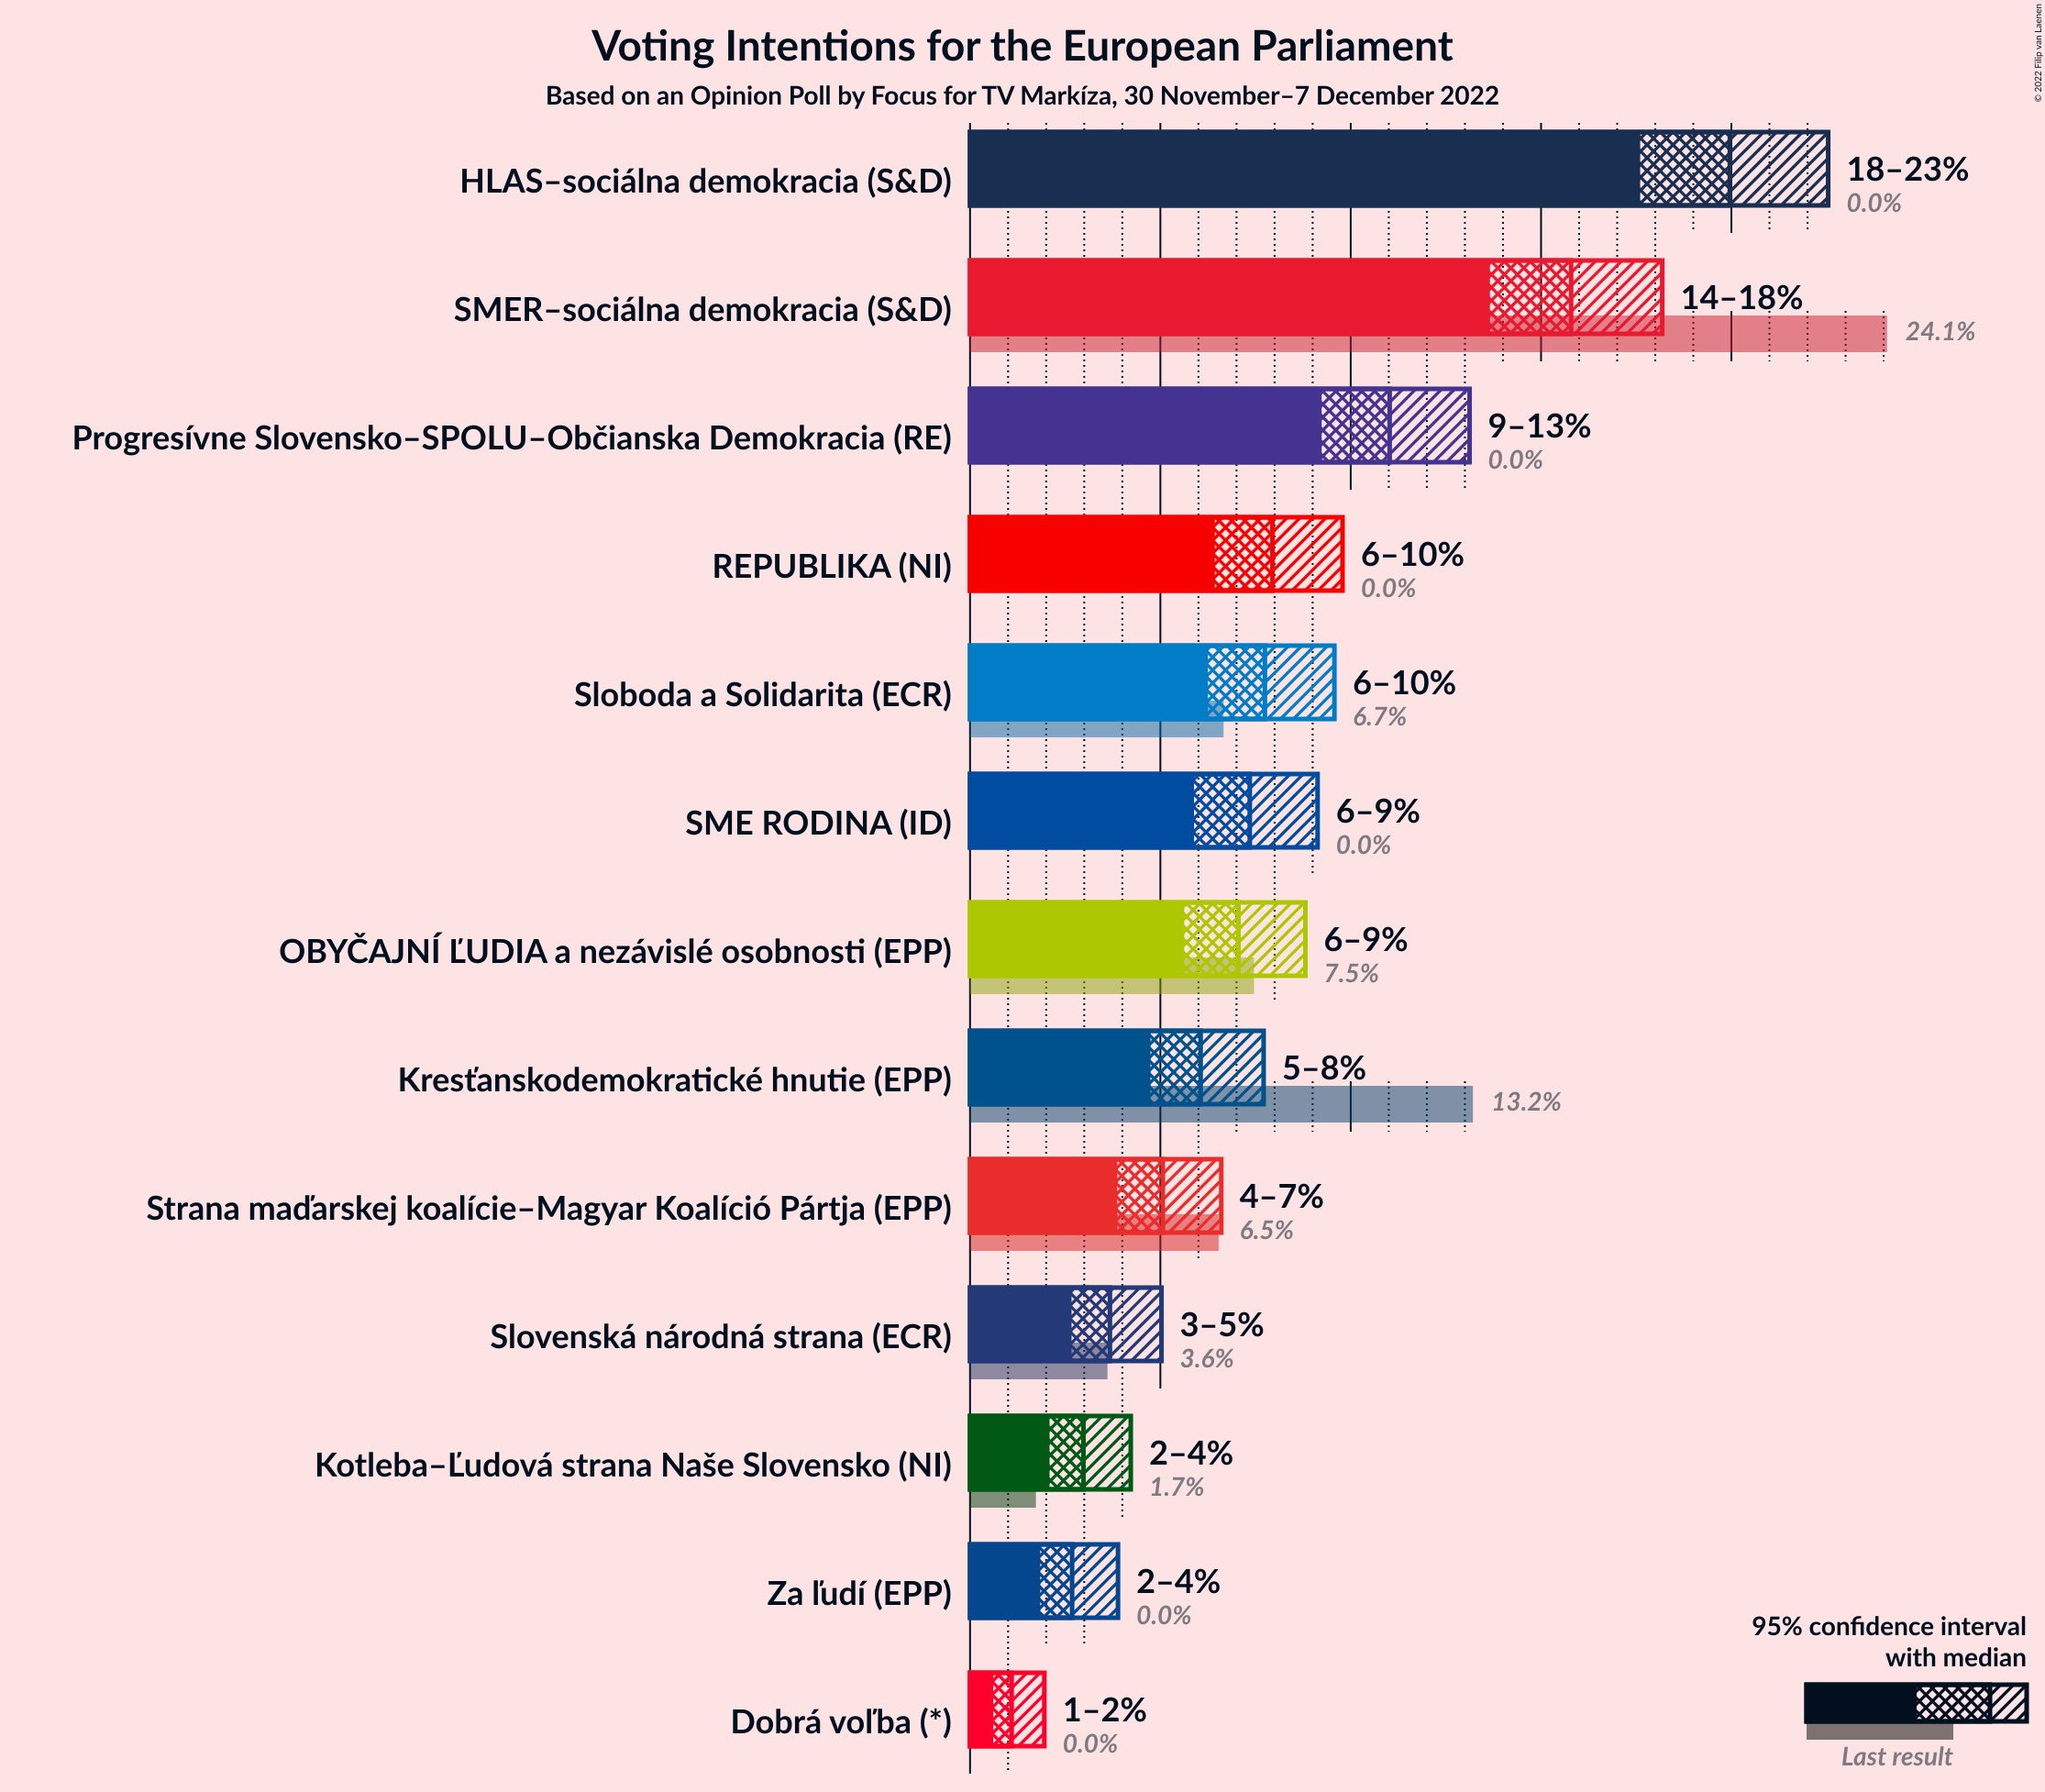 Voting Intentions for the European Parliament
Based on an Opinion Poll by Focus for TV Markíza, 30 November–7 December 2022
© 2022 Filip van Laenen
HLAS–sociálna demokracia (S&D)
18–23%
0.0%
SMER–sociálna demokracia (S&D)
14–18%
24.1%
Progresívne Slovensko–SPOLU–Občianska Demokracia (RE)
9–13%
0.0%
REPUBLIKA (NI)
6–10%
0.0%
Sloboda a Solidarita (ECR)
6–10%
6.7%
SME RODINA (ID)
6–9%
0.0%
OBYČAJNÍ ĽUDIA a nezávislé osobnosti (EPP)
6–9%
7.5%
Kresťanskodemokratické hnutie (EPP)
5–8%
13.2%
Strana maďarskej koalície–Magyar Koalíció Pártja (EPP)
4–7%
6.5%
Slovenská národná strana (ECR)
3–5%
3.6%
Kotleba–Ľudová strana Naše Slovensko (NI)
2–4%
1.7%
Za ľudí (EPP)
2–4%
0.0%
Dobrá voľba (*)
1–2%
0.0%
95% confidence interval
with median
Last result